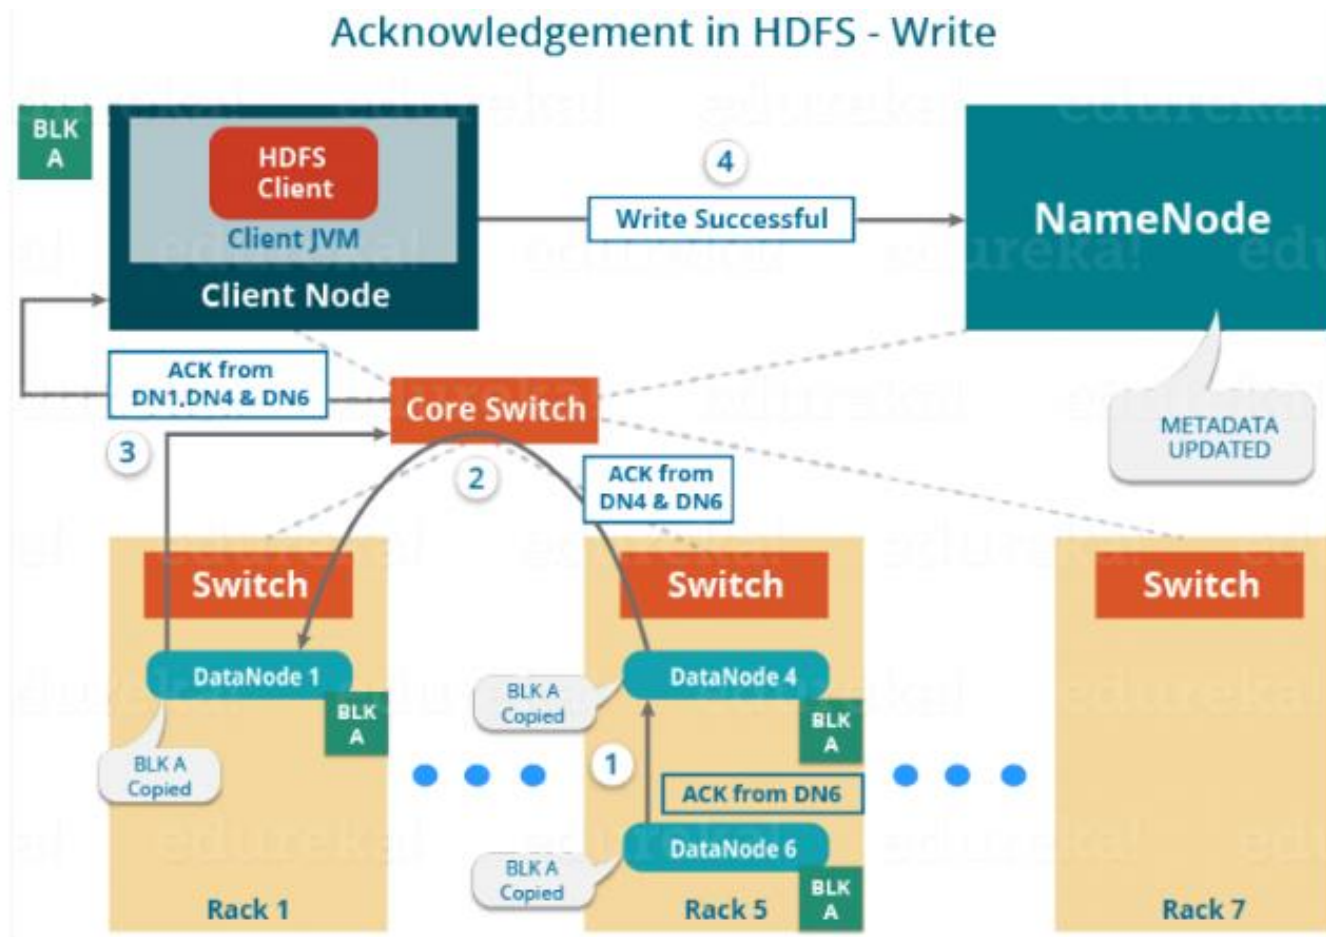 Acknowledgement in HDFS - Write
BLK
A
HDFS
Client
Client JVM
Client Node
4
Write Successful
NameNode
ACK from
DN1,DN4 & DN6
Core Switch
METADATA
UPDATED
3
2
ACK from
DN4 & DN6
Switch
Switch
Switch
DataNode 1
BLK
A
BLK A
Copied
DataNode 4
BLK A
Copied
BLK
A
1
ACK from DN6
DataNode 6
BLK A
Copied
BLK
A
Rack 1
Rack 5
Rack 7
edureka!